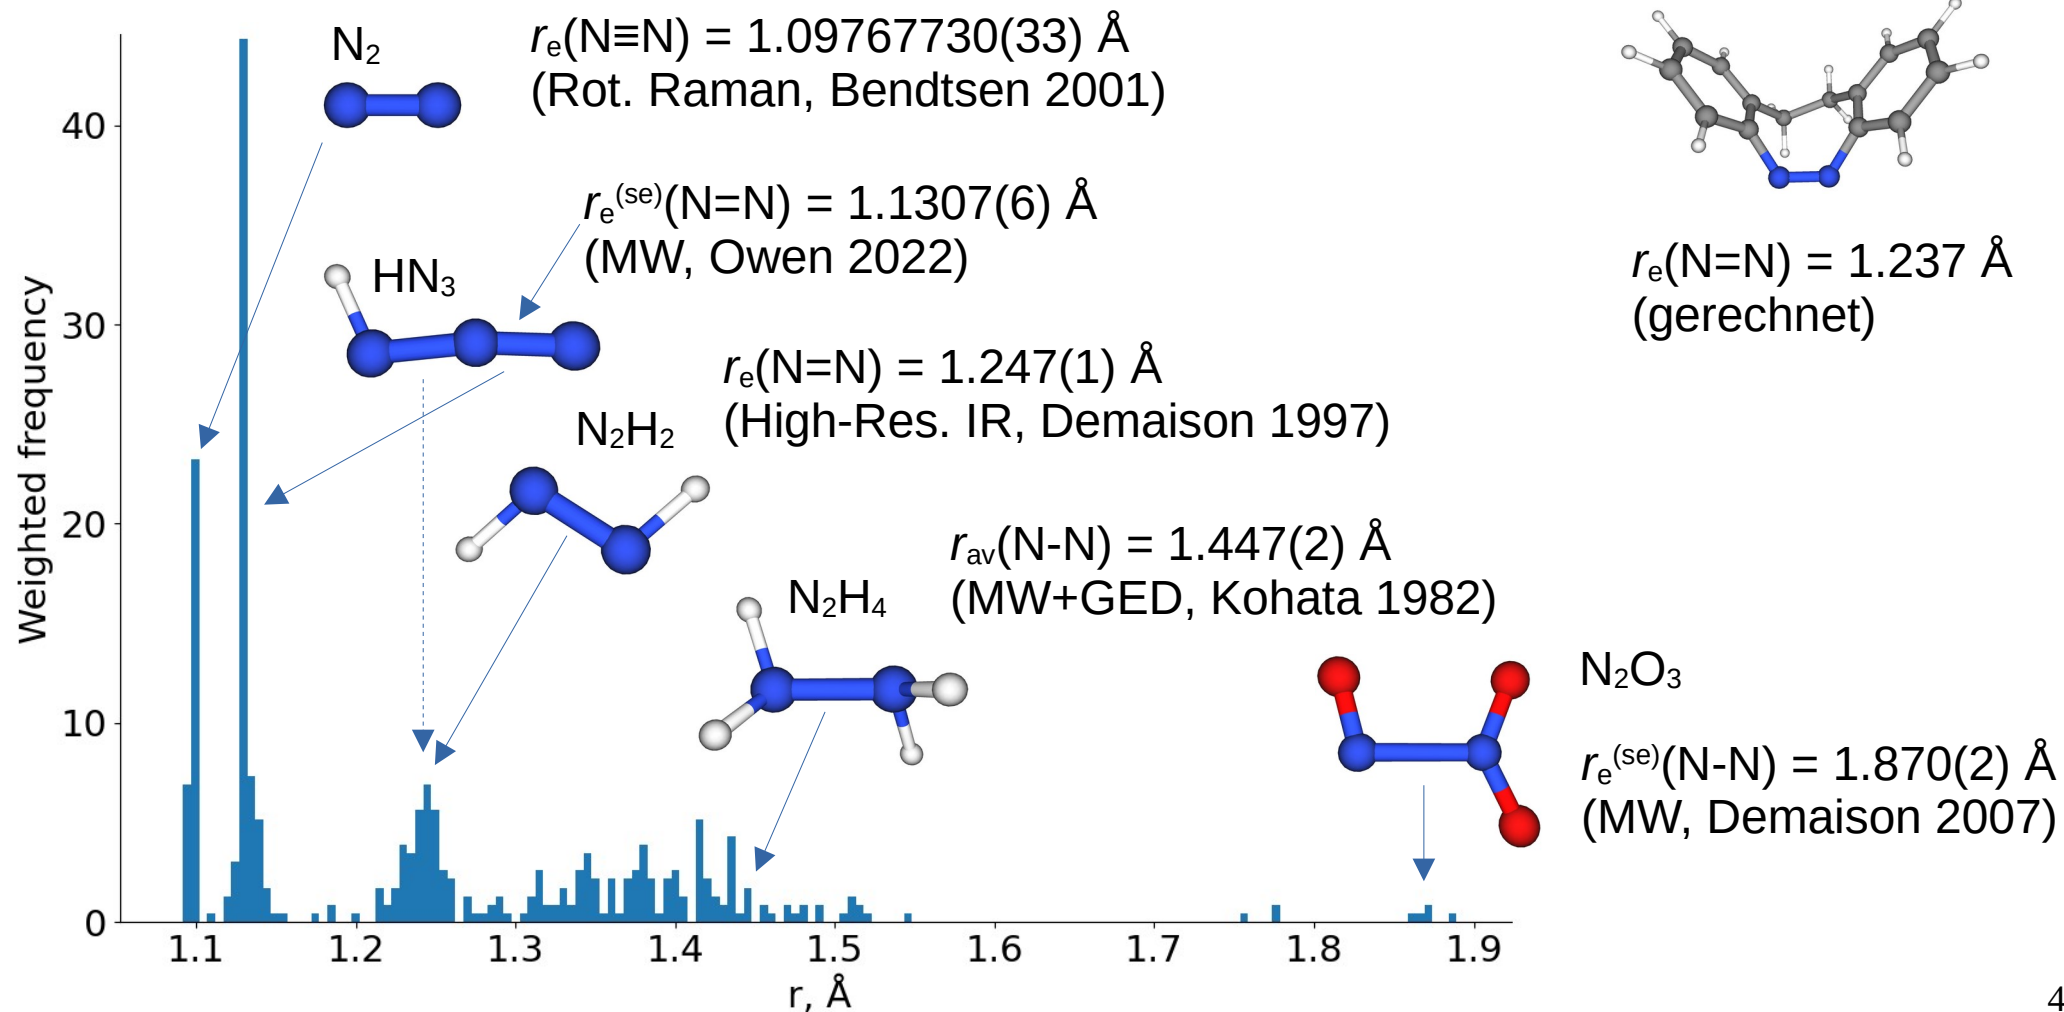 N₂
rₑ(N≡N) = 1.09767730(33) Å
(Rot. Raman, Bendtsen 2001)
rₑ⁽ˢᵉ⁾(N=N) = 1.1307(6) Å
(MW, Owen 2022)
HN₃
rₑ(N=N) = 1.237 Å
(gerechnet)
rₑ(N=N) = 1.247(1) Å
(High-Res. IR, Demaison 1997)
N₂H₂
rav(N-N) = 1.447(2) Å
(MW+GED, Kohata 1982)
N₂H₄
N₂O₃
rₑ⁽ˢᵉ⁾(N-N) = 1.870(2) Å
(MW, Demaison 2007)
Weighted frequency
40
30
20
10
0
1.1 1.2 1.3 1.4 1.5 1.6 1.7 1.8 1.9
r, Å
4